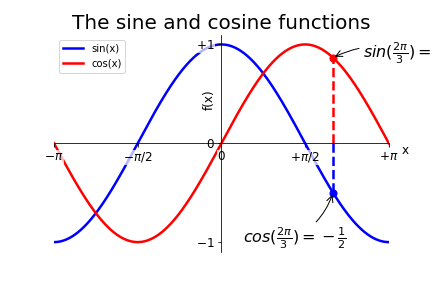 The sine and cosine functions
sin(x)
cos(x)
+1
f(x)
sin(2π/3) =
−π
−π/2
0
0
+π/2
+π
x
cos(2π/3) = −1/2
−1